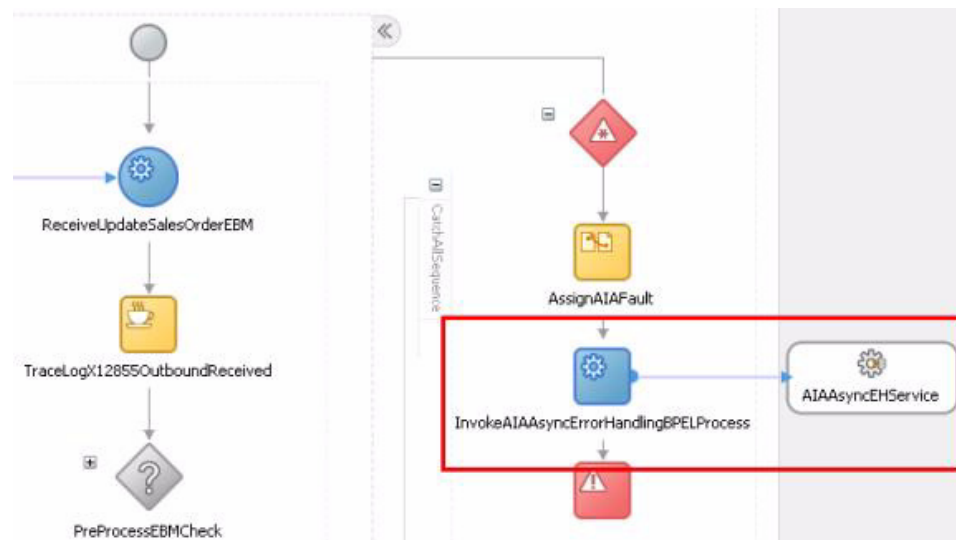 ReceiveUpdateSalesOrderEBM
TraceLogX12855OutboundReceived
PreProcessEBMCheck
CatchAllSequence
AssignAIAFault
InvokeAIAAsyncErrorHandlingBPELProcess
AIAAsyncEHService